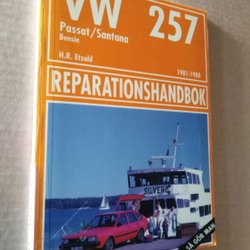 VW 257
Passat/Santana
Bensin
H.R. Etzold
1981-1988
REPARATIONSHANDBOK
SILVERÖ
SÅ GÖR MAN